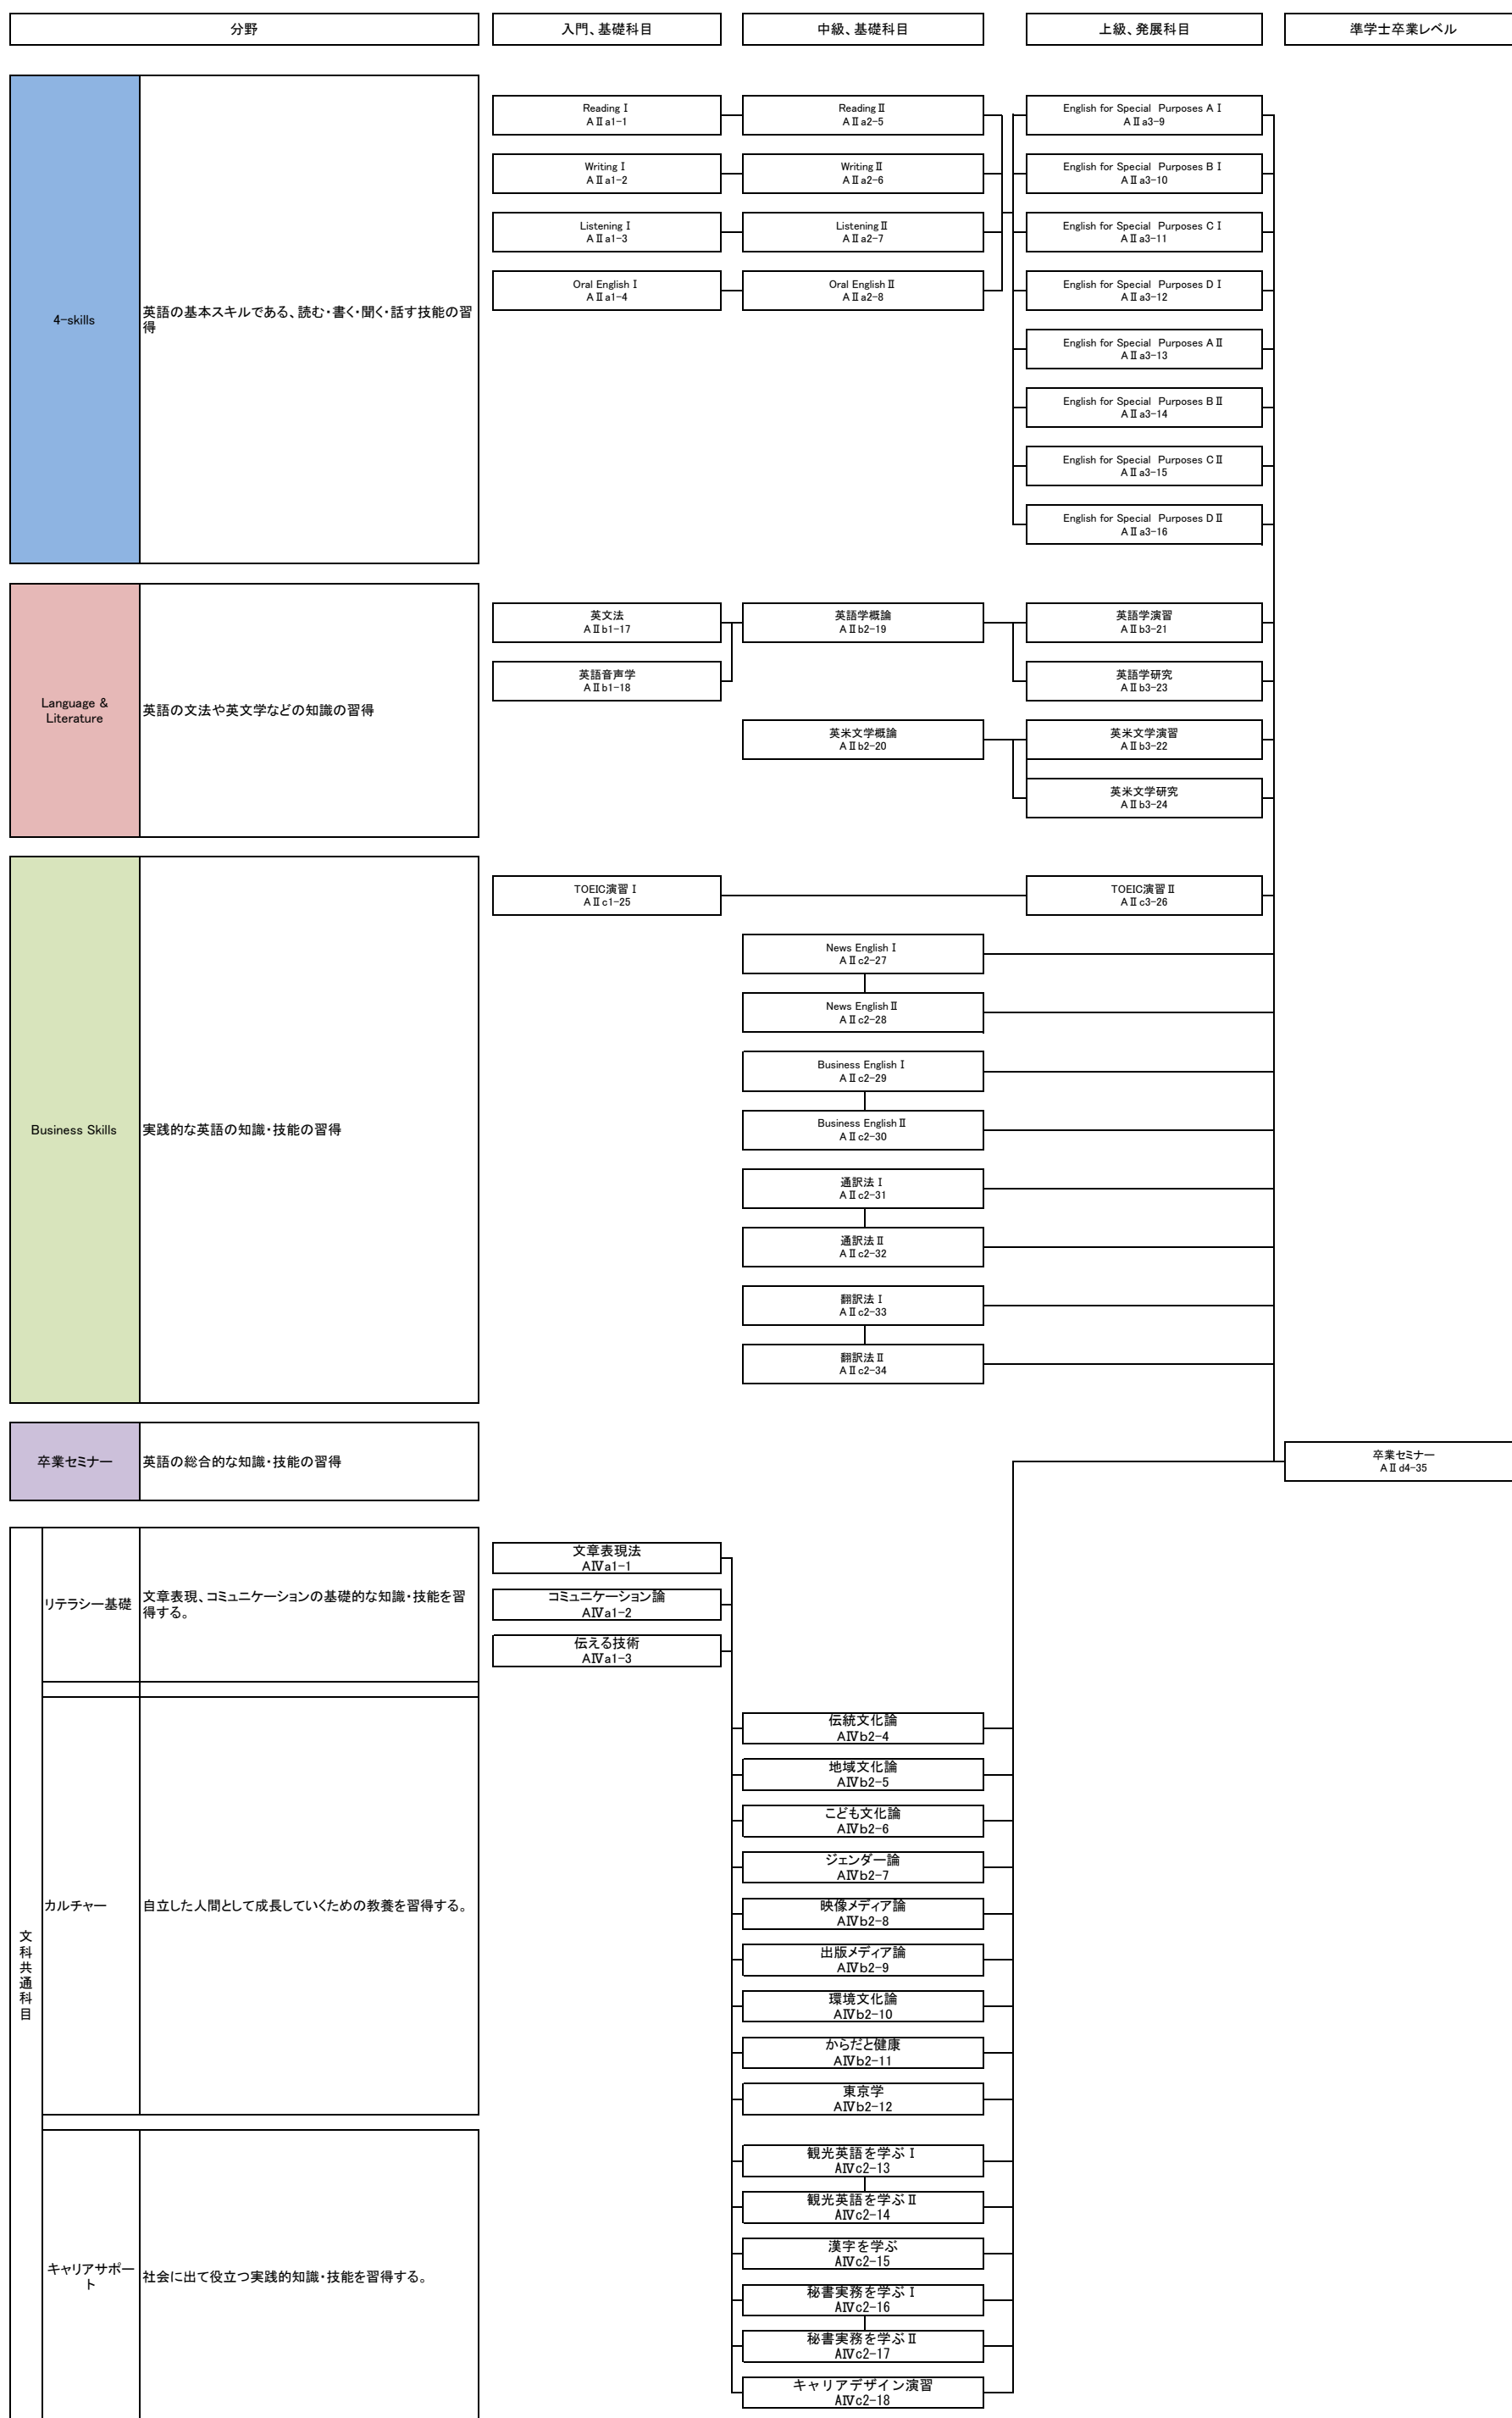 分野
入門、基礎科目
中級、基礎科目
上級、発展科目
準学士卒業レベル
4-skills
英語の基本スキルである、読む・書く・聞く・話す技能の習
得
Reading Ⅰ
AⅡa1-1
Reading Ⅱ
AⅡa2-5
English for Special Purposes A Ⅰ
AⅡa3-9
Writing Ⅰ
AⅡa1-2
Writing Ⅱ
AⅡa2-6
English for Special Purposes B Ⅰ
AⅡa3-10
Listening Ⅰ
AⅡa1-3
Listening Ⅱ
AⅡa2-7
English for Special Purposes C Ⅰ
AⅡa3-11
Oral English Ⅰ
AⅡa1-4
Oral English Ⅱ
AⅡa2-8
English for Special Purposes D Ⅰ
AⅡa3-12
English for Special Purposes A Ⅱ
AⅡa3-13
English for Special Purposes B Ⅱ
AⅡa3-14
English for Special Purposes C Ⅱ
AⅡa3-15
English for Special Purposes D Ⅱ
AⅡa3-16
Language &
Literature
英語の文法や英文学などの知識の習得
英文法
AⅡb1-17
英語学概論
AⅡb2-19
英語学演習
AⅡb3-21
英語音声学
AⅡb1-18
英語学研究
AⅡb3-23
英米文学概論
AⅡb2-20
英米文学演習
AⅡb3-22
英米文学研究
AⅡb3-24
Business Skills
実践的な英語の知識・技能の習得
TOEIC演習Ⅰ
AⅡc1-25
TOEIC演習Ⅱ
AⅡc3-26
News English Ⅰ
AⅡc2-27
News English Ⅱ
AⅡc2-28
Business English Ⅰ
AⅡc2-29
Business English Ⅱ
AⅡc2-30
通訳法Ⅰ
AⅡc2-31
通訳法Ⅱ
AⅡc2-32
翻訳法Ⅰ
AⅡc2-33
翻訳法Ⅱ
AⅡc2-34
卒業セミナー
英語の総合的な知識・技能の習得
卒業セミナー
AⅡd4-35
文科共通科目
リテラシー基礎
文章表現、コミュニケーションの基礎的な知識・技能を習
得する。
文章表現法
AⅣa1-1
コミュニケーション論
AⅣa1-2
伝える技術
AⅣa1-3
カルチャー
自立した人間として成長していくための教養を習得する。
伝統文化論
AⅣb2-4
地域文化論
AⅣb2-5
こども文化論
AⅣb2-6
ジェンダー論
AⅣb2-7
映像メディア論
AⅣb2-8
出版メディア論
AⅣb2-9
環境文化論
AⅣb2-10
からだと健康
AⅣb2-11
東京学
AⅣb2-12
キャリアサポー
ト
社会に出て役立つ実践的知識・技能を習得する。
観光英語を学ぶⅠ
AⅣc2-13
観光英語を学ぶⅡ
AⅣc2-14
漢字を学ぶ
AⅣc2-15
秘書実務を学ぶⅠ
AⅣc2-16
秘書実務を学ぶⅡ
AⅣc2-17
キャリアデザイン演習
AⅣc2-18